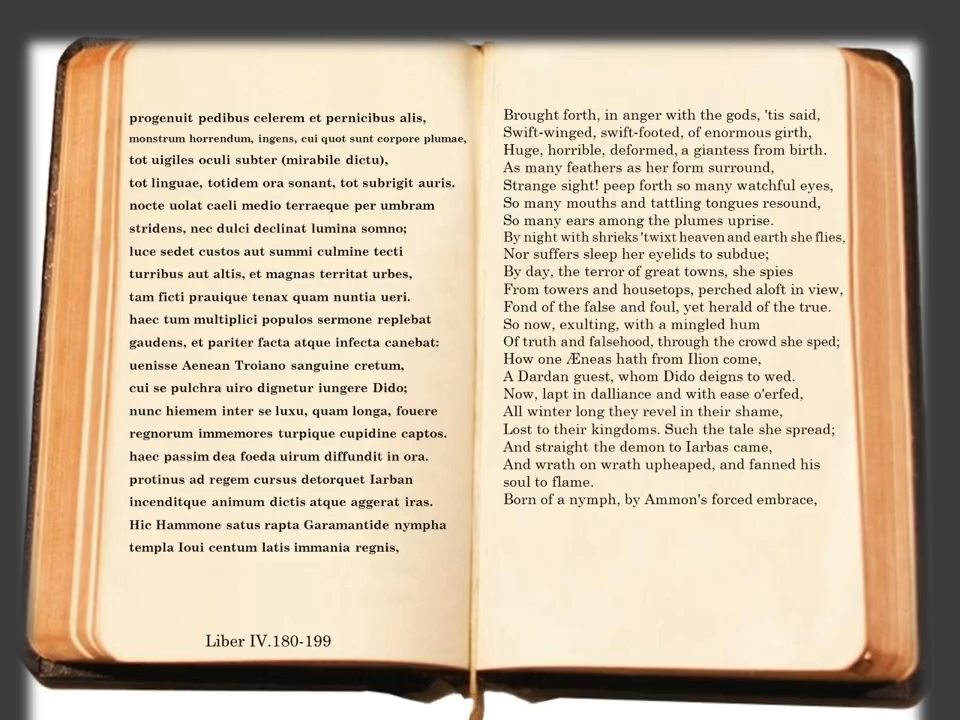 progenuit pedibus celerem et pernicibus alis,
monstrum horrendum, ingens, cui quot sunt corpore plumae,
tot uigiles oculi subter (mirabile dictu),
tot linguae, totidem ora sonant, tot subrigit auris.
nocte uolat caeli medio terraeque per umbram
stridens, nec dulci declinat lumina somno;
luce sedet custos aut summi culmine tecti
turribus aut altis, et magnas territat urbes,
tam ficti prauique tenax quam nuntia ueri.
haec tum multiplici populos sermone replebat
gaudens, et pariter facta atque infecta canebat:
uenisse Aenean Troiano sanguine cretum,
cui se pulchra uiro dignetur iungere Dido;
nunc hiemem inter se luxu, quam longa, fouere
regnorum immemores turpique cupidine captos.
haec passim dea foeda uirum diffundit in ora.
protinus ad regem cursus detorquet Iarban
incenditque animum dictis atque aggerat iras.
Hic Hammone satus rapta Garamantide nympha
templa Ioui centum latis immania regnis,
Liber IV.180-199
Brought forth, in anger with the gods, 'tis said,
Swift-winged, swift-footed, of enormous girth,
Huge, horrible, deformed, a giantess from birth.
As many feathers as her form surround,
Strange sight! peep forth so many watchful eyes,
So many mouths and tattling tongues resound,
So many ears among the plumes uprise.
By night with shrieks 'twixt heaven and earth she flies,
Nor suffers sleep her eyelids to subdue;
By day, the terror of great towns, she spies
From towers and housetops, perched aloft in view,
Fond of the false and foul, yet herald of the true.
So now, exulting, with a mingled hum
Of truth and falsehood, through the crowd she sped;
How one Æneas hath from Ilion come,
A Dardan guest, whom Dido deigns to wed.
Now, lapt in dalliance and with ease o'erfed,
All winter long they revel in their shame,
Lost to their kingdoms. Such the tale she spread;
And straight the demon to Iarbas came,
And wrath on wrath upheaped, and fanned his
soul to flame.
Born of a nymph, by Ammon's forced embrace,